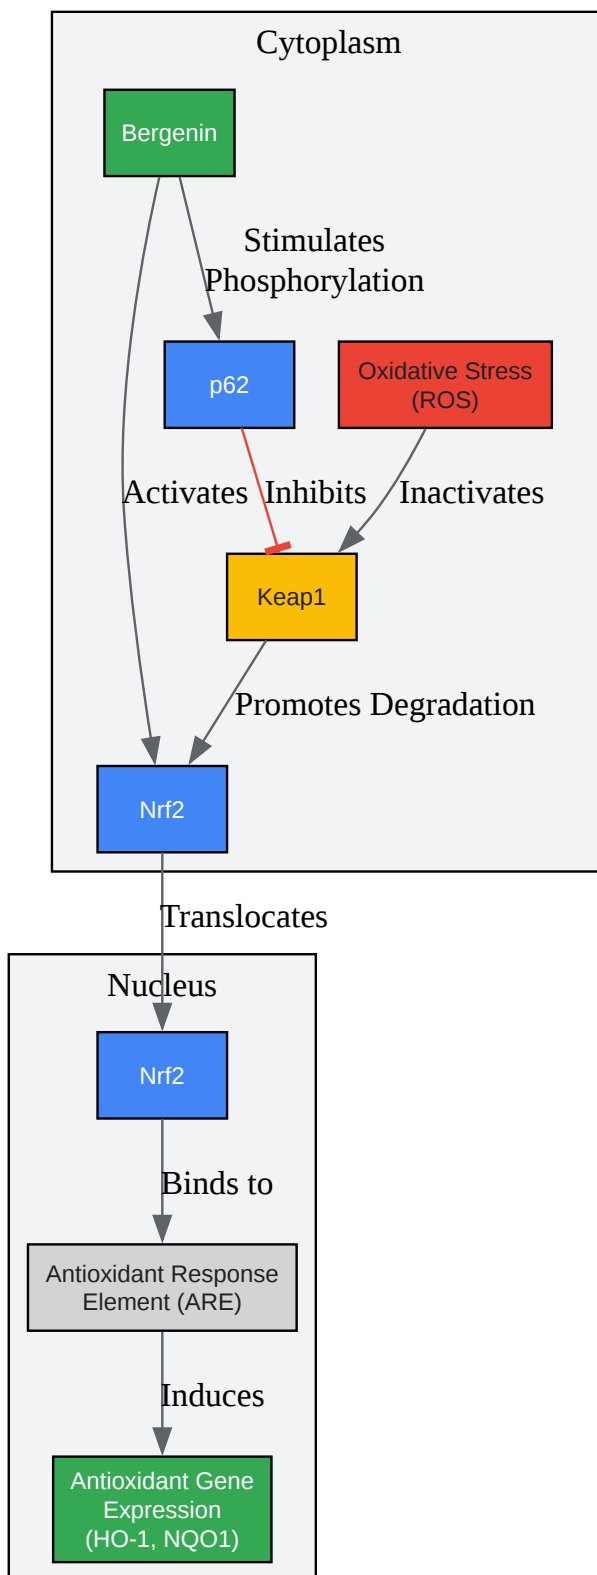 Cytoplasm
Bergenin
Stimulates
Phosphorylation
p62
Oxidative Stress
(ROS)
Activates
Inhibits
Inactivates
Keap1
Promotes Degradation
Nrf2
Translocates
Nucleus
Nrf2
Binds to
Antioxidant Response
Element (ARE)
Induces
Antioxidant Gene
Expression
(HO-1, NQO1)